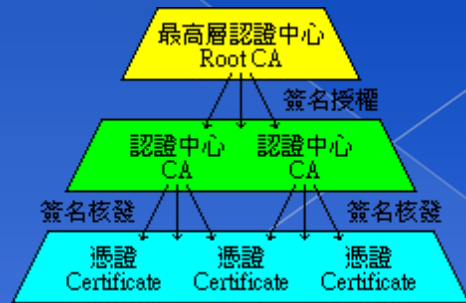 最高層認證中心
Root CA
簽名授權
認證中心 認證中心
CA CA
簽名核發 簽名核發
憑證 憑證 憑證
Certificate Certificate Certificate